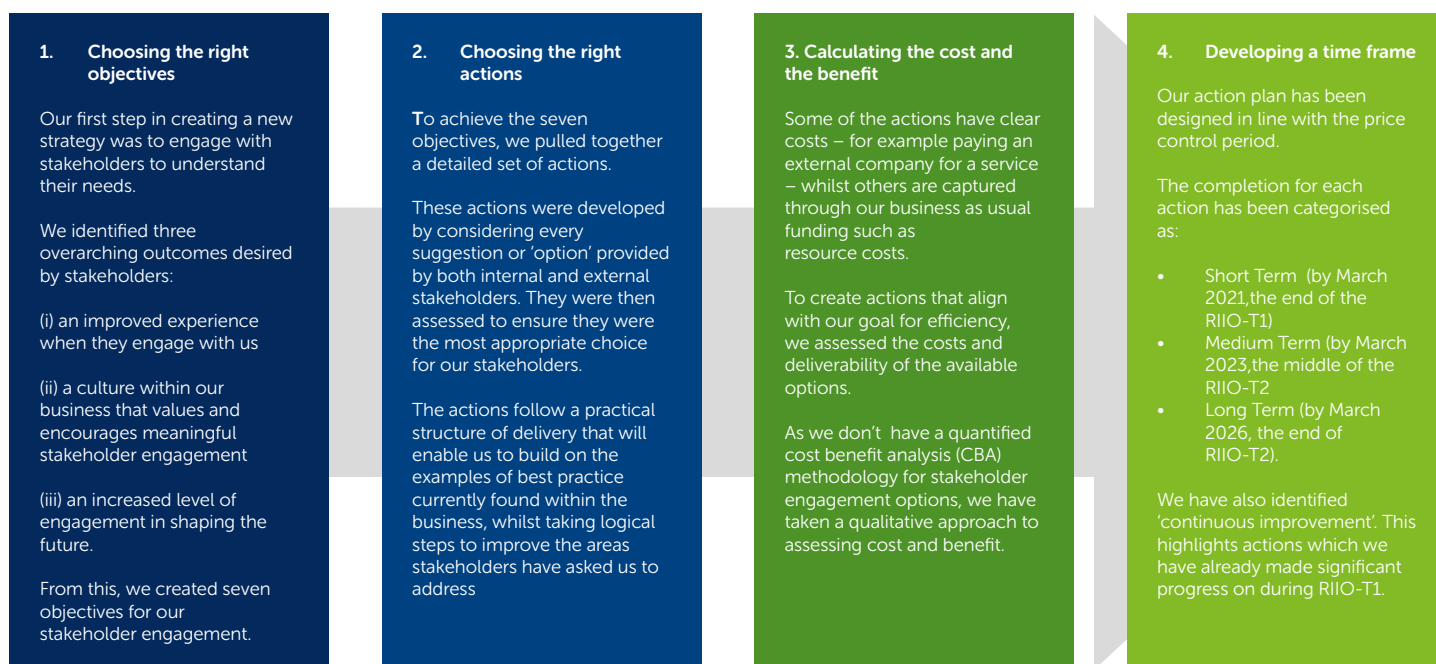 1. Choosing the right
objectives
Our first step in creating a new
strategy was to engage with
stakeholders to understand
their needs.
We identified three
overarching outcomes desired
by stakeholders:
(i) an improved experience
when they engage with us
(ii) a culture within our
business that values and
encourages meaningful
stakeholder engagement
(iii) an increased level of
engagement in shaping the
future.
From this, we created seven
objectives for our
stakeholder engagement.
2. Choosing the right
actions
To achieve the seven
objectives, we pulled together
a detailed set of actions.
These actions were developed
by considering every
suggestion or ‘option’ provided
by both internal and external
stakeholders. They were then
assessed to ensure they were
the most appropriate choice
for our stakeholders.
The actions follow a practical
structure of delivery that will
enable us to build on the
examples of best practice
currently found within the
business, whilst taking logical
steps to improve the areas
stakeholders have asked us to
address
3. Calculating the cost and
the benefit
Some of the actions have clear
costs – for example paying an
external company for a service
– whilst others are captured
through our business as usual
funding such as
resource costs.
To create actions that align
with our goal for efficiency,
we assessed the costs and
deliverability of the available
options.
As we don’t have a quantified
cost benefit analysis (CBA)
methodology for stakeholder
engagement options, we have
taken a qualitative approach to
assessing cost and benefit.
4. Developing a time frame
Our action plan has been
designed in line with the price
control period.
The completion for each
action has been categorised
as:
• Short Term (by March
2021,the end of the
RIIO-T1)
• Medium Term (by March
2023,the middle of the
RIIO-T2
• Long Term (by March
2026, the end of
RIIO-T2).
We have also identified
‘continuous improvement’. This
highlights actions which we
have already made significant
progress on during RIIO-T1.